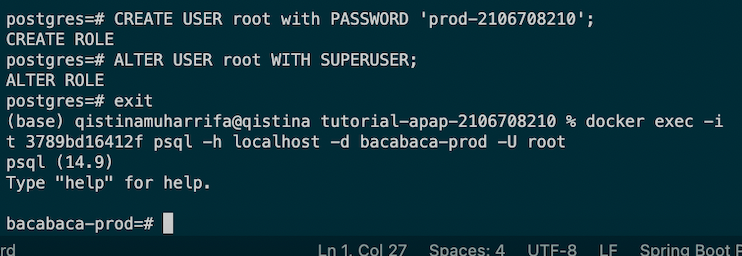 postgres=# CREATE USER root with PASSWORD 'prod-2106708210';
CREATE ROLE
postgres=# ALTER USER root WITH SUPERUSER;
ALTER ROLE
postgres=# exit
(base) qistinamuharrifa@qistina tutorial-apap-2106708210 % docker exec -i
t 3789bd16412f psql -h localhost -d bacabaca-prod -U root
psql (14.9)
Type "help" for help.
bacabaca-prod=#
rd Ln 1, Col 27 Spaces: 4 UTF-8 LF Spring Boot P